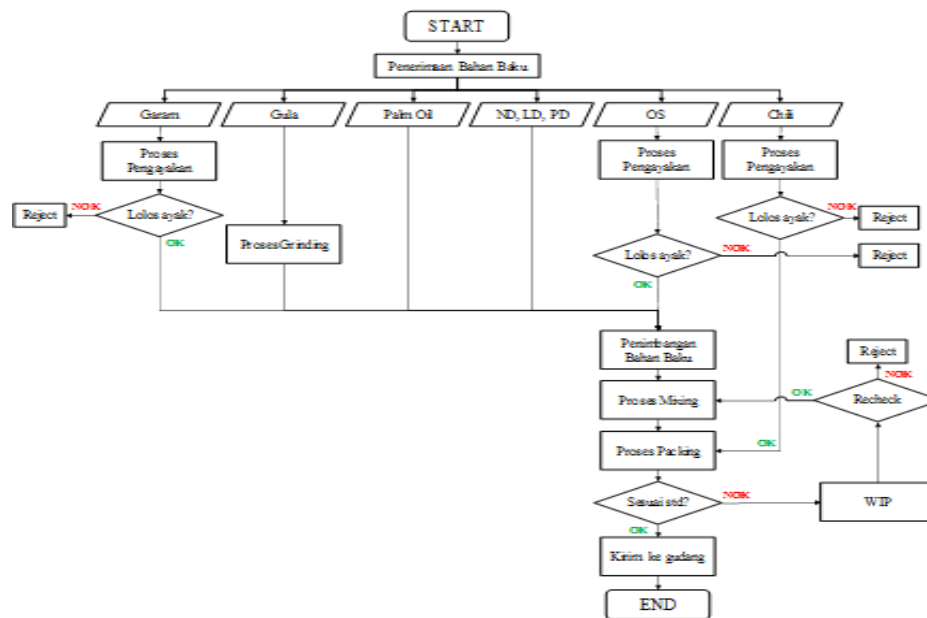 START
Penerimaan Bahan Baku
Garam
Gula
Palm Oil
ND, LD, PD
OS
Chili
Proses
Pengayakan
Proses
Pengayakan
Proses
Pengayakan
Reject
NOK
Lolos ayak?
OK
Proses Grinding
Lolos ayak?
NOK
Reject
Lolos ayak?
NOK
Reject
OK
Penimbangan
Bahan Baku
Reject
NOK
Proses Mixing
OK
Recheck
Proses Packing
OK
Sesuai std?
NOK
WIP
OK
Kirim ke gudang
END